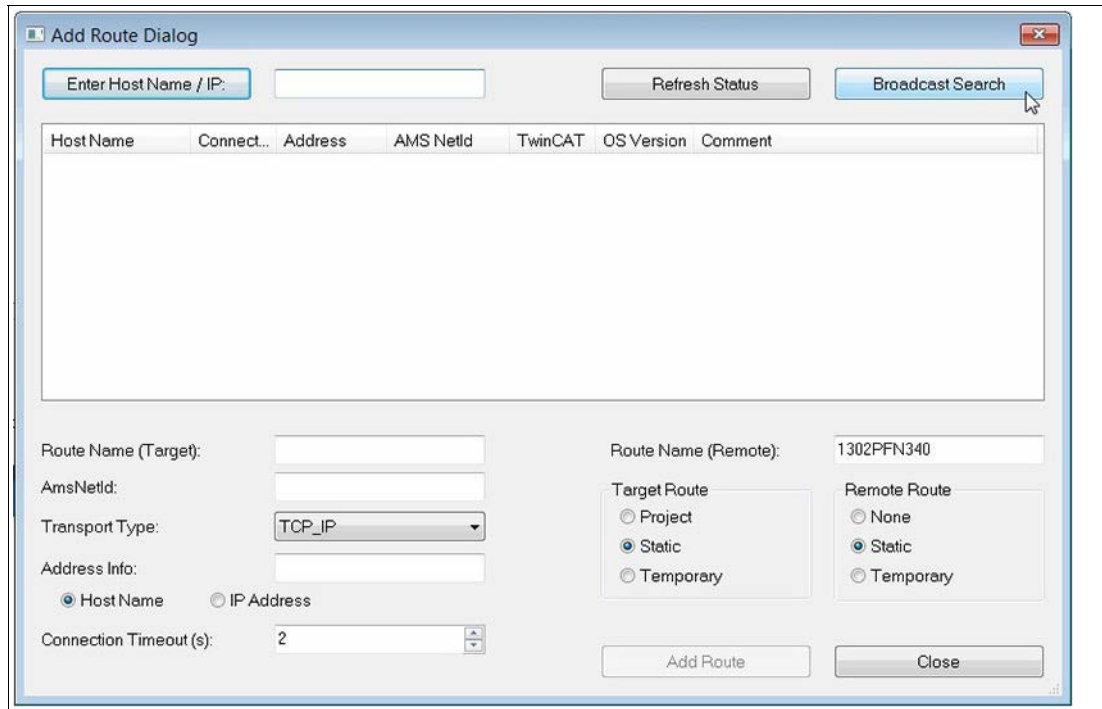 Add Route Dialog
Enter Host Name / IP: Refresh Status Broadcast Search
Host Name Connect... Address AMS NetId TwinCAT OS Version Comment
Route Name (Target): Route Name (Remote): 1302PFN340
AmsNetId: Target Route Remote Route
Transport Type: TCP_IP Project None
Static Static
Address Info: Temporary Temporary
Host Name IP Address
Connection Timeout (s): 2
Add Route Close